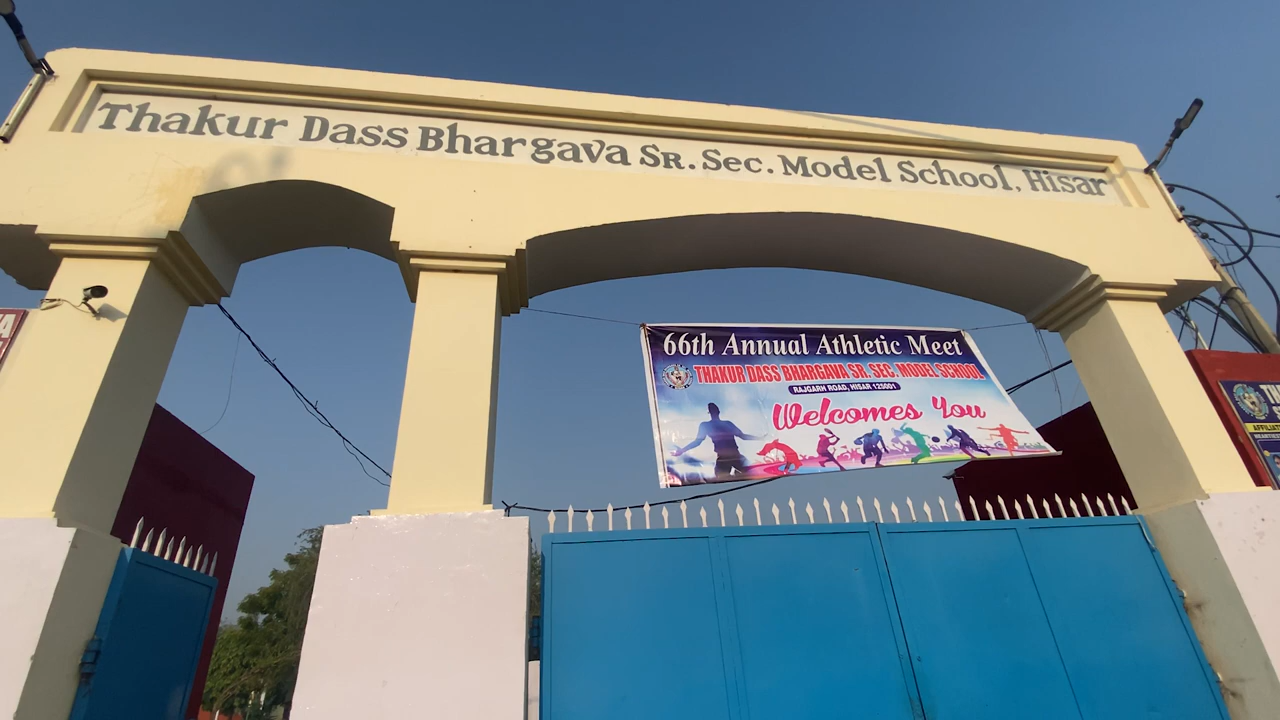 Thakur Dass Bhargava Sr. Sec. Model School, Hisar
66th Annual Athletic Meet
THAKUR DASS BHARGAVA SR. SEC. MODEL SCHOOL
RAJGARH ROAD, HISAR 125001
Welcomes You